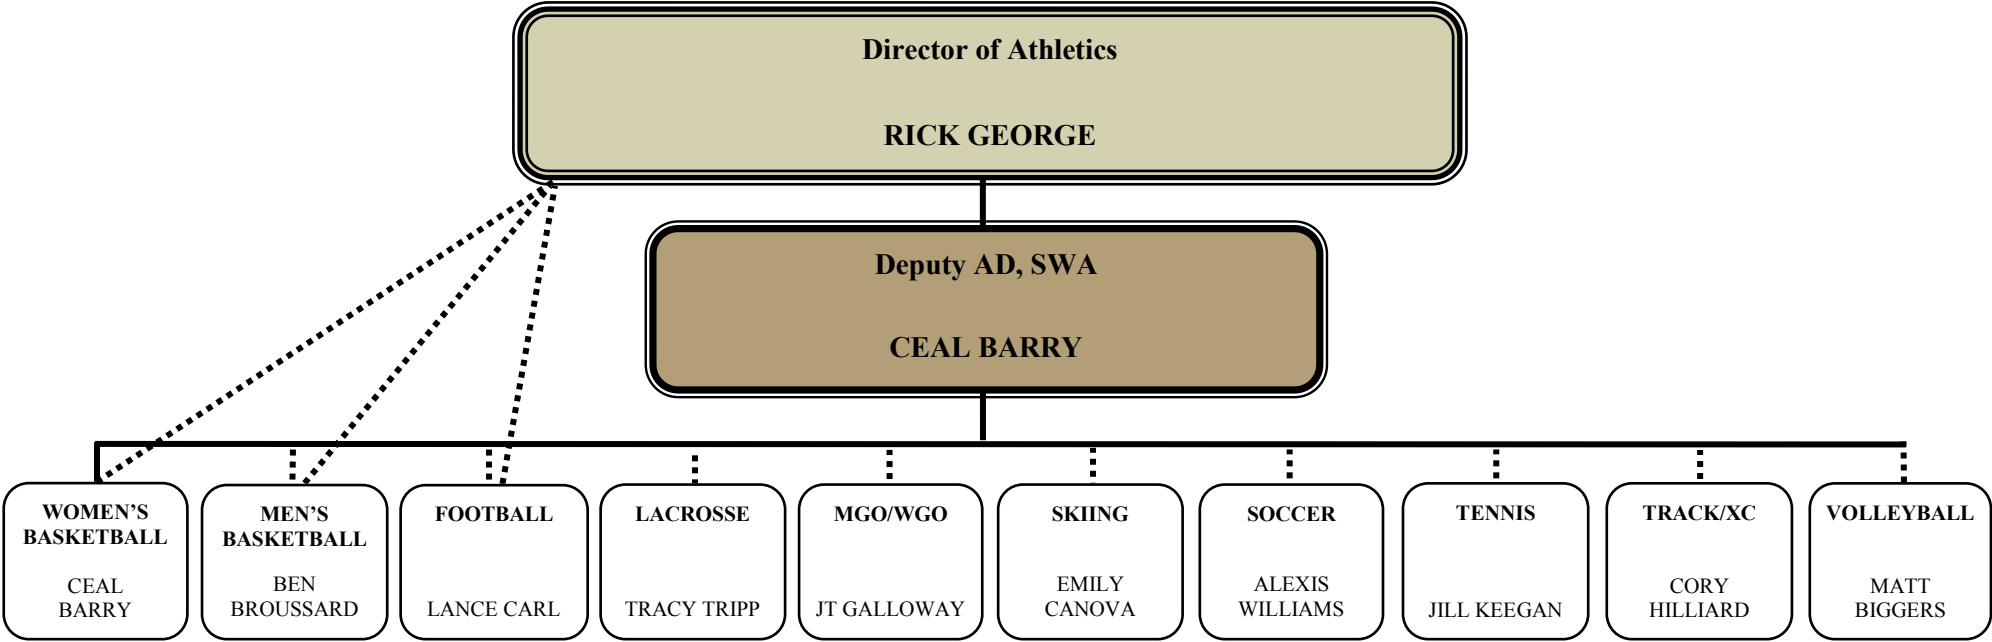 Director of Athletics
RICK GEORGE
Deputy AD, SWA
CEAL BARRY
WOMEN'S
BASKETBALL
CEAL
BARRY
MEN'S
BASKETBALL
BEN
BROUSSARD
FOOTBALL
LANCE CARL
LACROSSE
TRACY TRIPP
MGO/WGO
JT GALLOWAY
SKIING
EMILY
CANOVA
SOCCER
ALEXIS
WILLIAMS
TENNIS
JILL KEEGAN
TRACK/XC
CORY
HILLIARD
VOLLEYBALL
MATT
BIGGERS